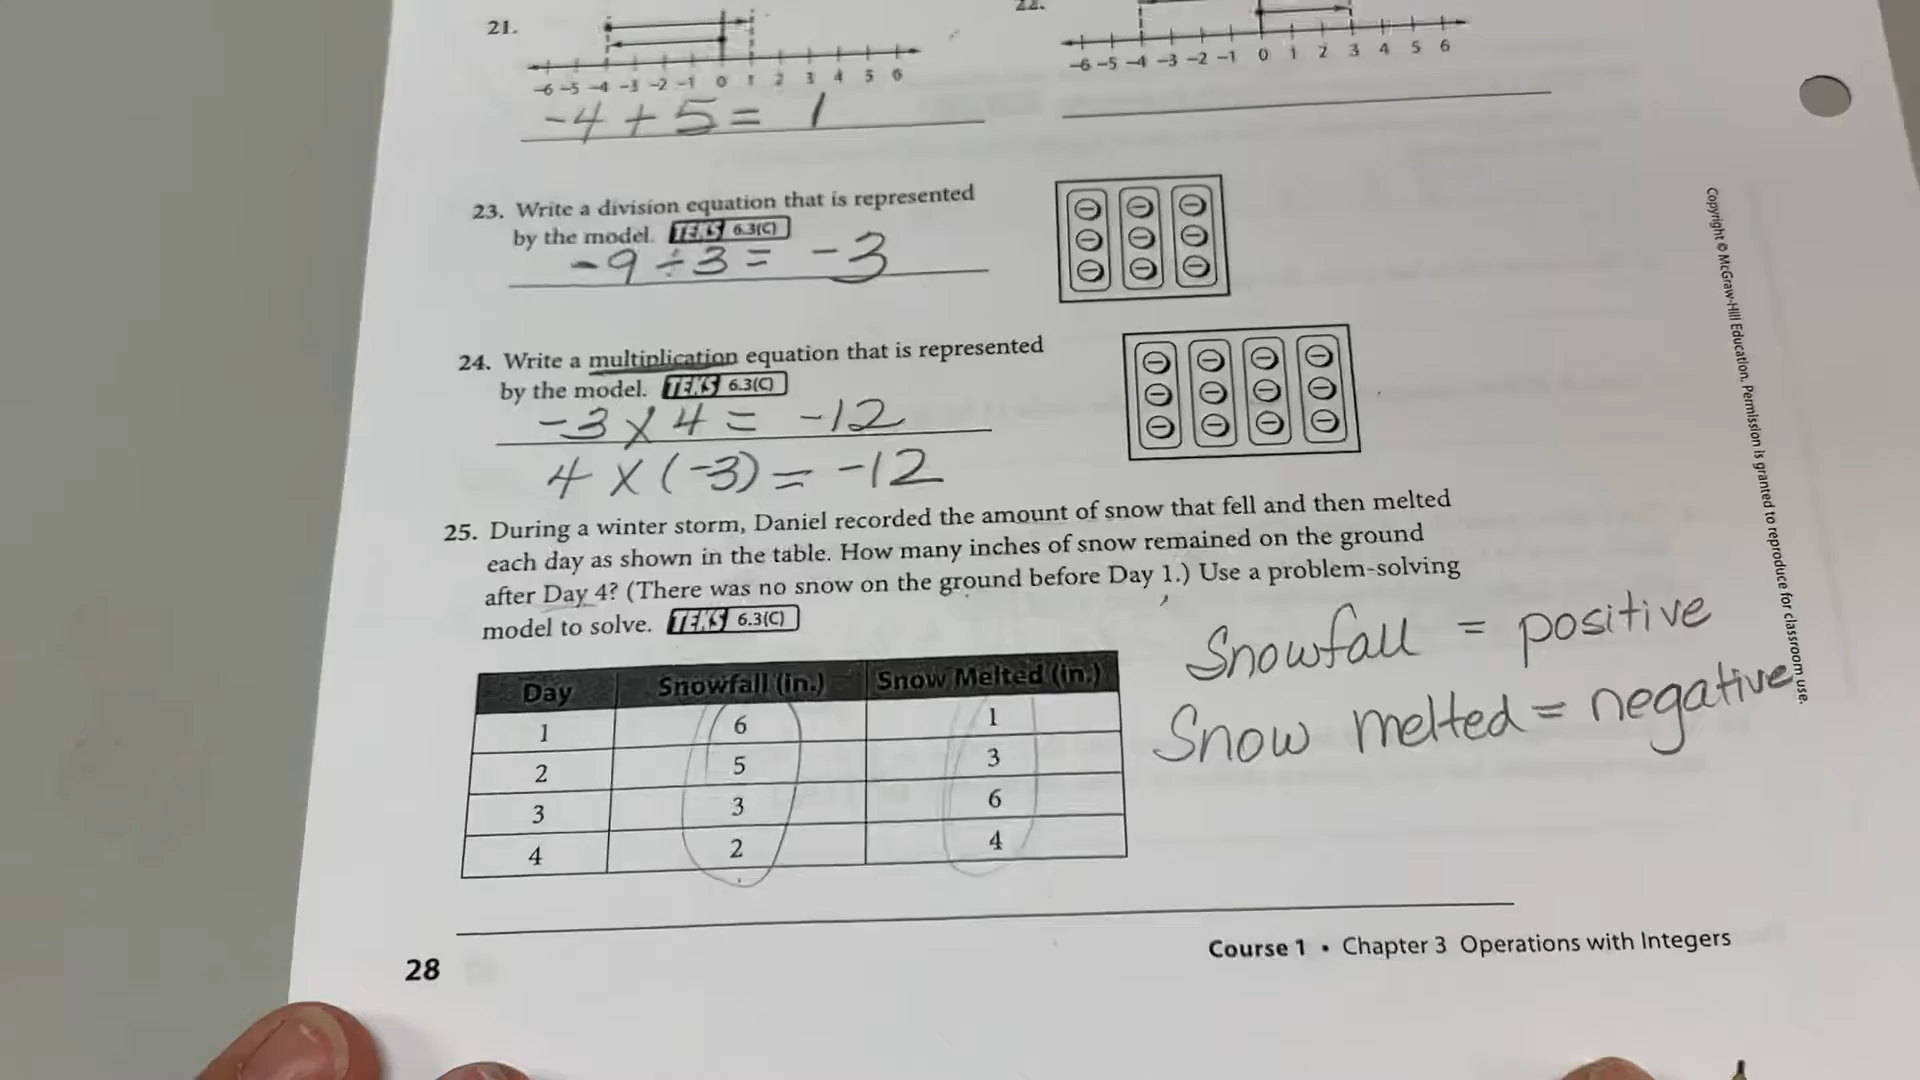 21.
22.
-6 -5 -4 -3 -2 -1 0 1 2 3 4 5 6
-6 -5 -4 -3 -2 -1 0 1 2 3 4 5 6
-4 + 5 = 1
23. Write a division equation that is represented
by the model. TEKS 6.3(C)
-9 ÷ 3 = -3
24. Write a multiplication equation that is represented
by the model. TEKS 6.3(C)
-3 × 4 = -12
4 × (-3) = -12
25. During a winter storm, Daniel recorded the amount of snow that fell and then melted
each day as shown in the table. How many inches of snow remained on the ground
after Day 4? (There was no snow on the ground before Day 1.) Use a problem-solving
model to solve. TEKS 6.3(C)
Snowfall = positive
Snow melted = negative
Day Snowfall (in.) Snow Melted (in.)
1 6 1
2 5 3
3 3 6
4 2 4
28
Course 1 • Chapter 3 Operations with Integers
Copyright © McGraw-Hill Education. Permission is granted to reproduce for classroom use.